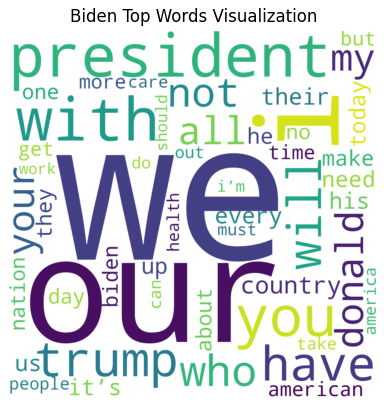 Biden Top Words Visualization
president
my
but
one
more
care
not
their
today
with
should
all
he
no
i
get
out
time
make
work
do
we
i'm
will
need
your
they
every
his
health
must
our
nation
day
biden
up
can
about
country
donald
america
you
us
trump
who
take
have
people
it's
american